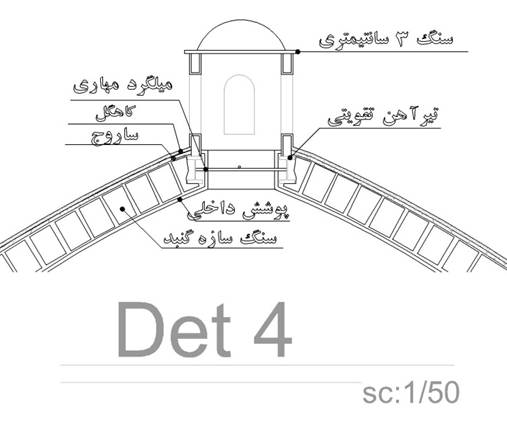 سنگ ۳ سانتیمتری
میلگرد مهاری
کاهگل
ساروج
تیرآهن تقویتی
پوشش داخلی
سنگ سازه گنبد
Det 4
sc:1/50